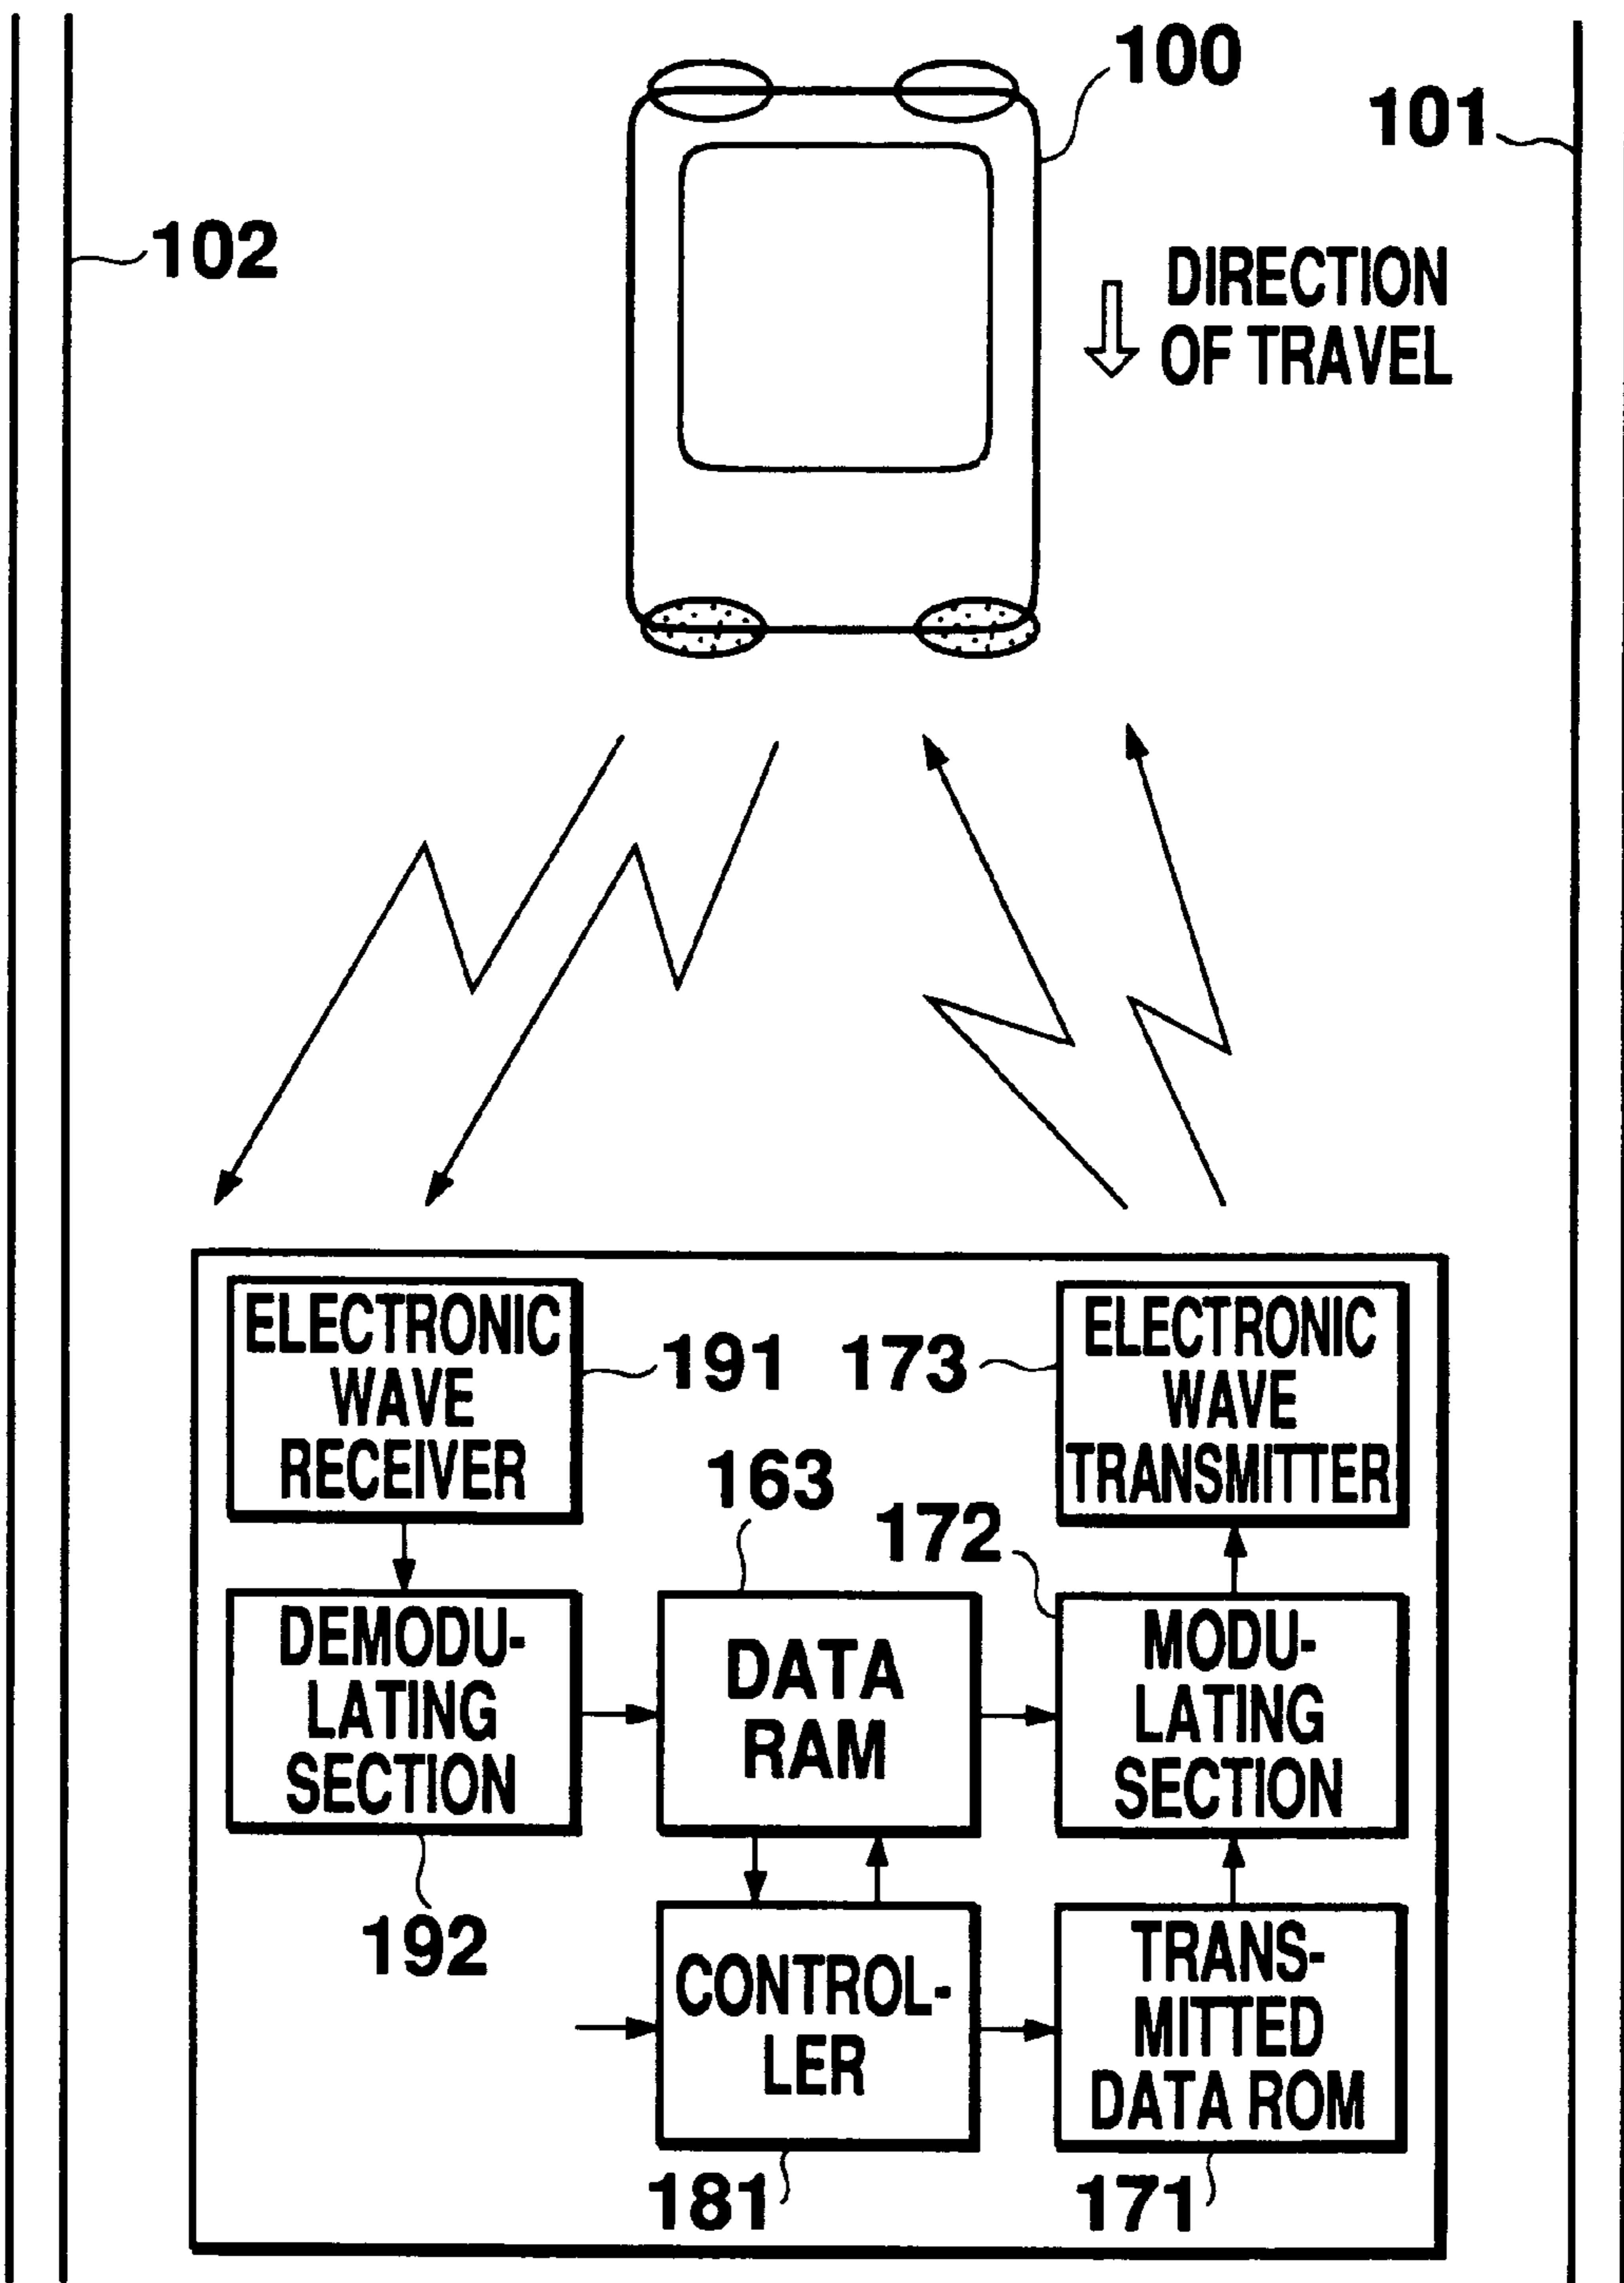 100
101
102
DIRECTION
OF TRAVEL
ELECTRONIC
WAVE
RECEIVER
191
173
ELECTRONIC
WAVE
TRANSMITTER
163
172
DEMODU-
LATING
SECTION
DATA
RAM
MODU-
LATING
SECTION
192
CONTROL-
LER
TRANS-
MITTED
DATA ROM
181
171